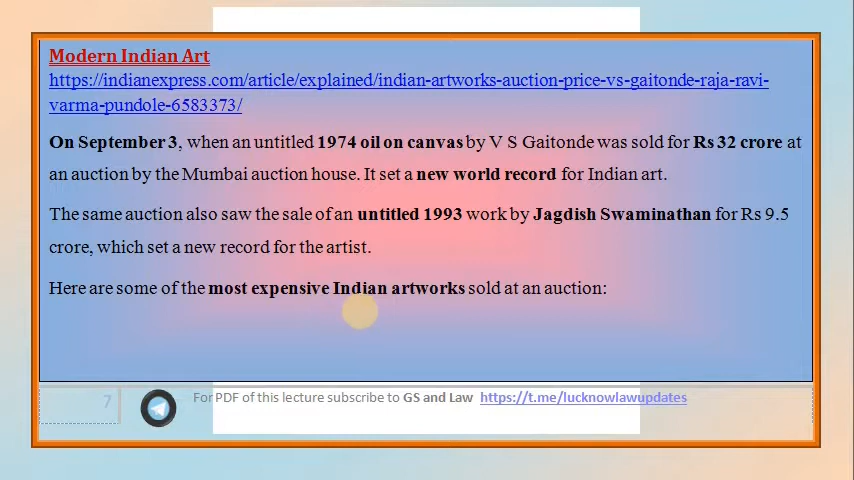 Modern Indian Art
https://indianexpress.com/article/explained/indian-artworks-auction-price-vs-gaitonde-raja-ravi-
varma-pundole-6583373/
On September 3, when an untitled 1974 oil on canvas by V S Gaitonde was sold for Rs 32 crore at
an auction by the Mumbai auction house. It set a new world record for Indian art.
The same auction also saw the sale of an untitled 1993 work by Jagdish Swaminathan for Rs 9.5
crore, which set a new record for the artist.
Here are some of the most expensive Indian artworks sold at an auction:
7
For PDF of this lecture subscribe to GS and Law https://t.me/lucknowlawupdates